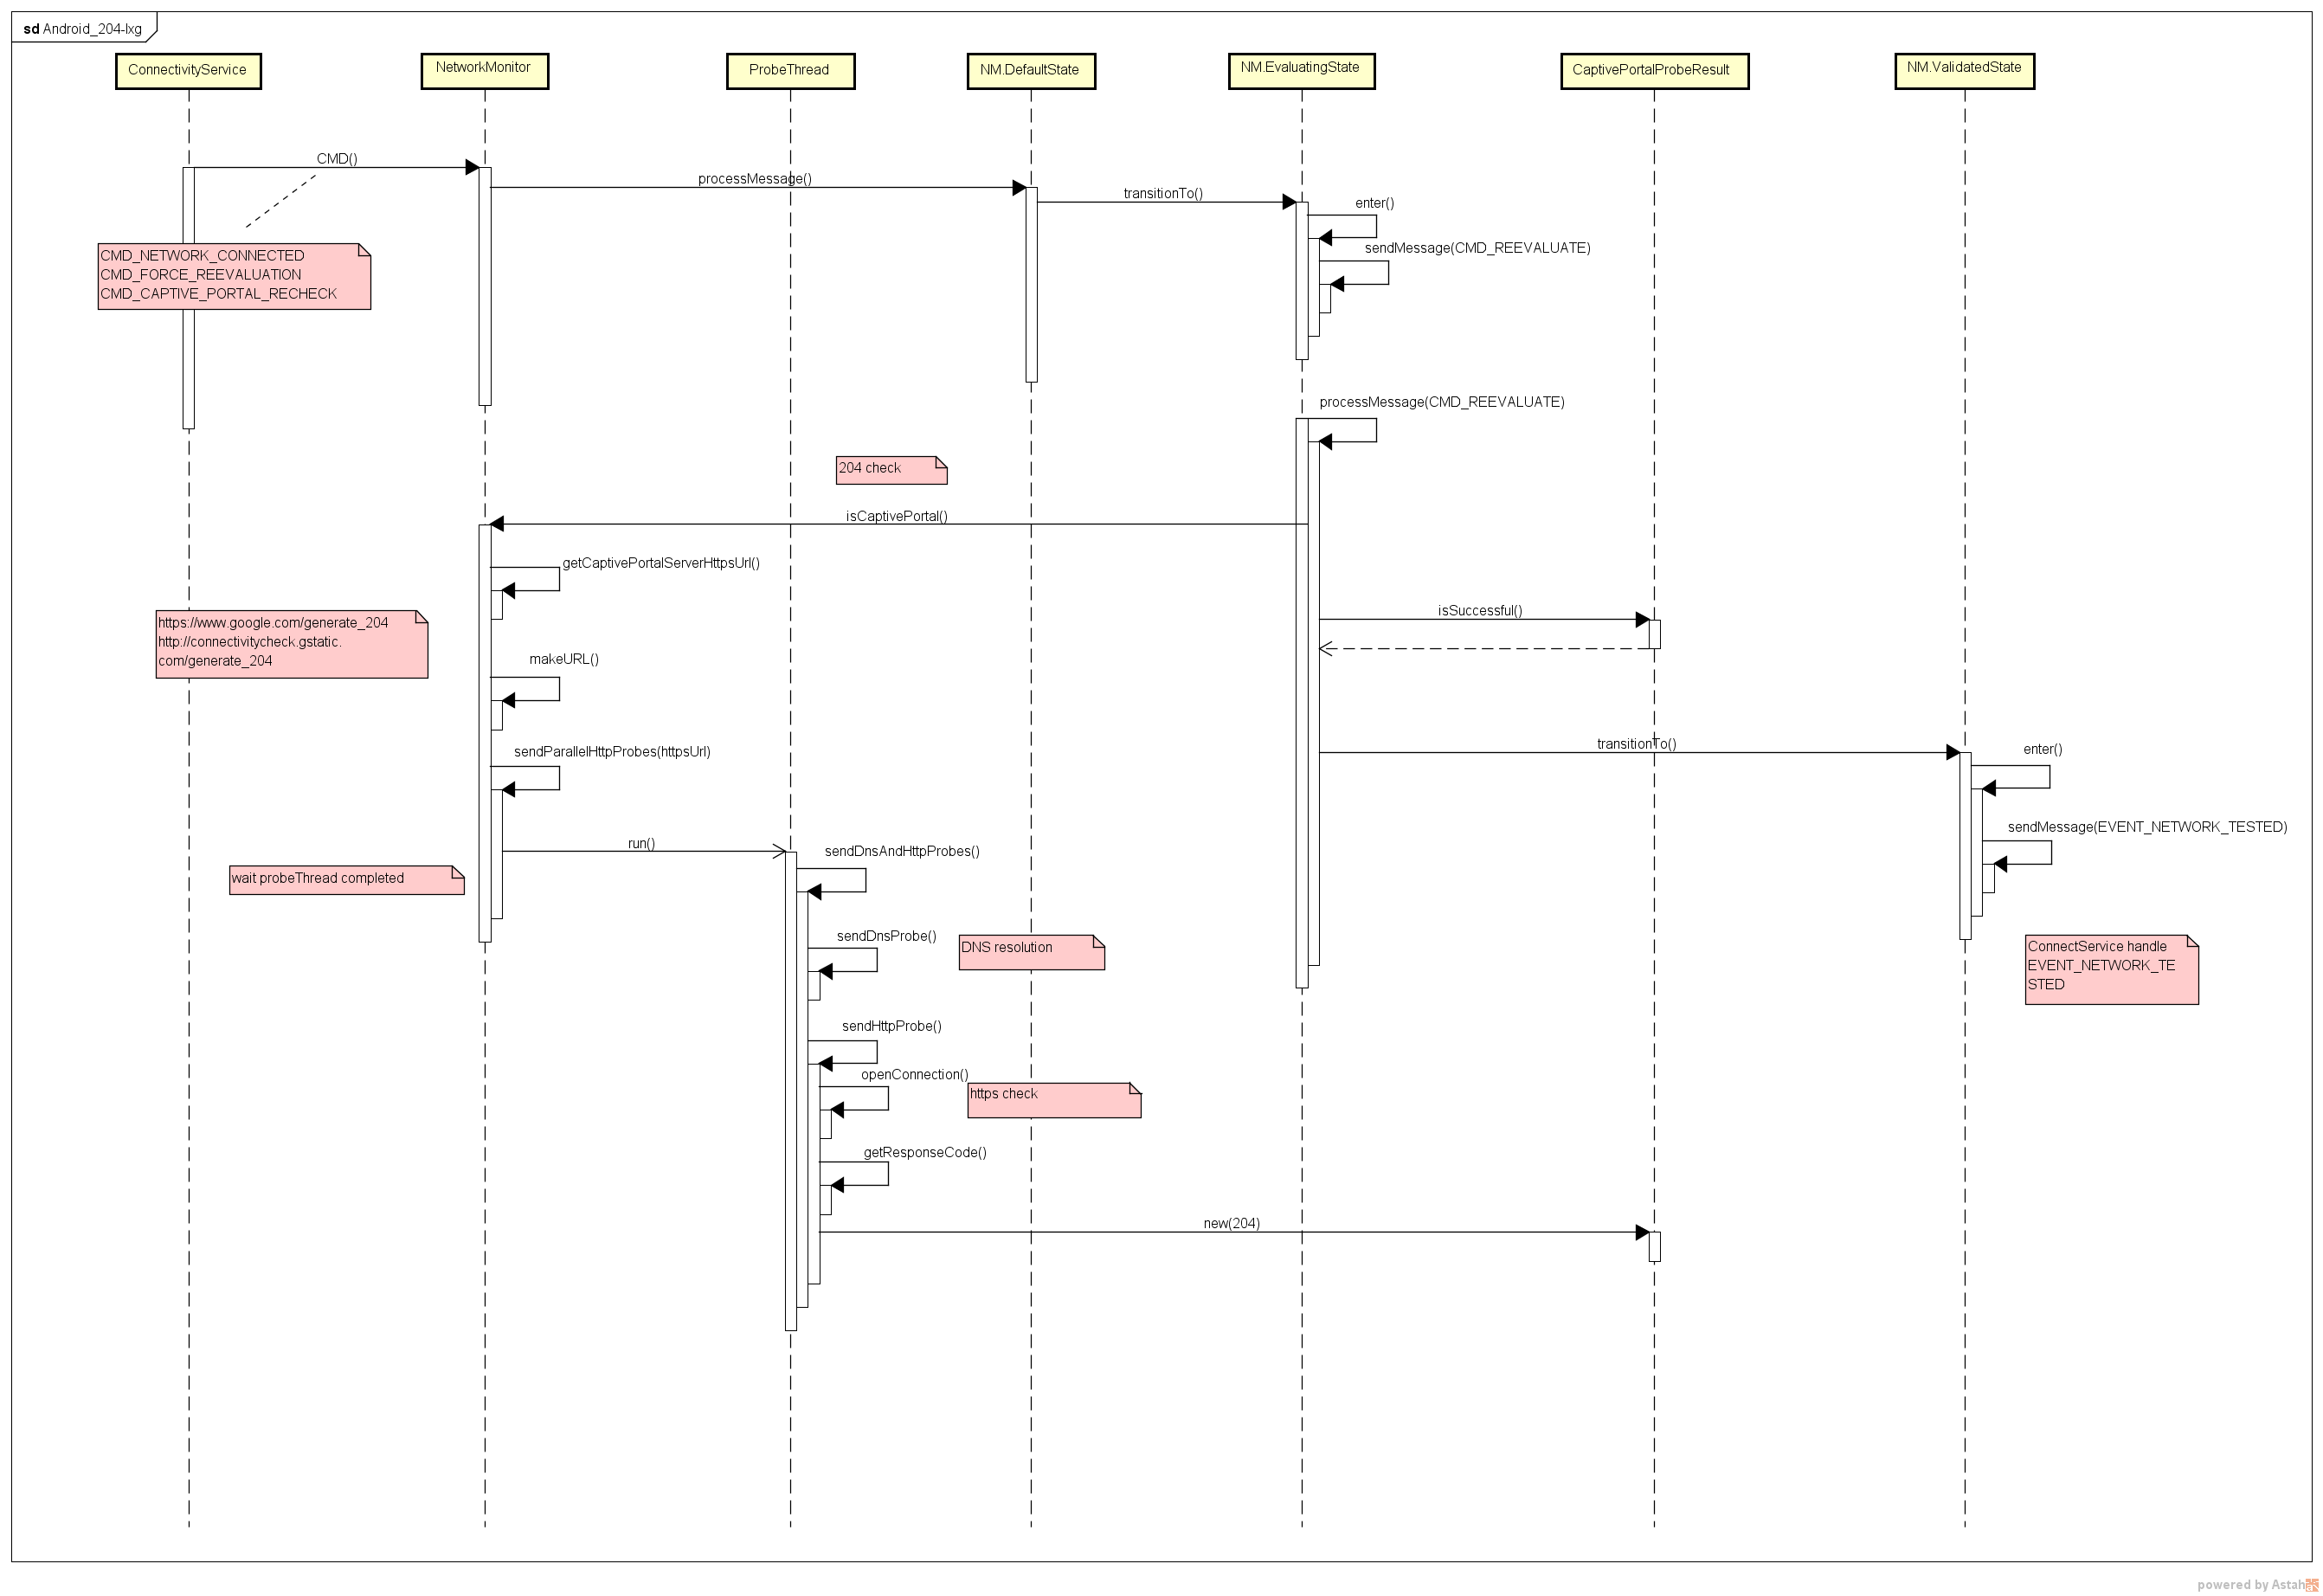 sd Android_204-lxg
ConnectivityService
NetworkMonitor
ProbeThread
NM.DefaultState
NM.EvaluatingState
CaptivePortalProbeResult
NM.ValidatedState
CMD()
processMessage()
transitionTo()
enter()
sendMessage(CMD_REEVALUATE)
CMD_NETWORK_CONNECTED
CMD_FORCE_REEVALUATION
CMD_CAPTIVE_PORTAL_RECHECK
processMessage(CMD_REEVALUATE)
204 check
isCaptivePortal()
getCaptivePortalServerHttpsUrl()
isSuccessful()
https://www.google.com/generate_204
http://connectivitycheck.gstatic.
com/generate_204
makeURL()
sendParallelHttpProbes(httpsUrl)
transitionTo()
enter()
sendMessage(EVENT_NETWORK_TESTED)
run()
sendDnsAndHttpProbes()
wait probeThread completed
sendDnsProbe()
DNS resolution
ConnectService handle
EVENT_NETWORK_TE
STED
sendHttpProbe()
openConnection()
https check
getResponseCode()
new(204)
powered by Astah